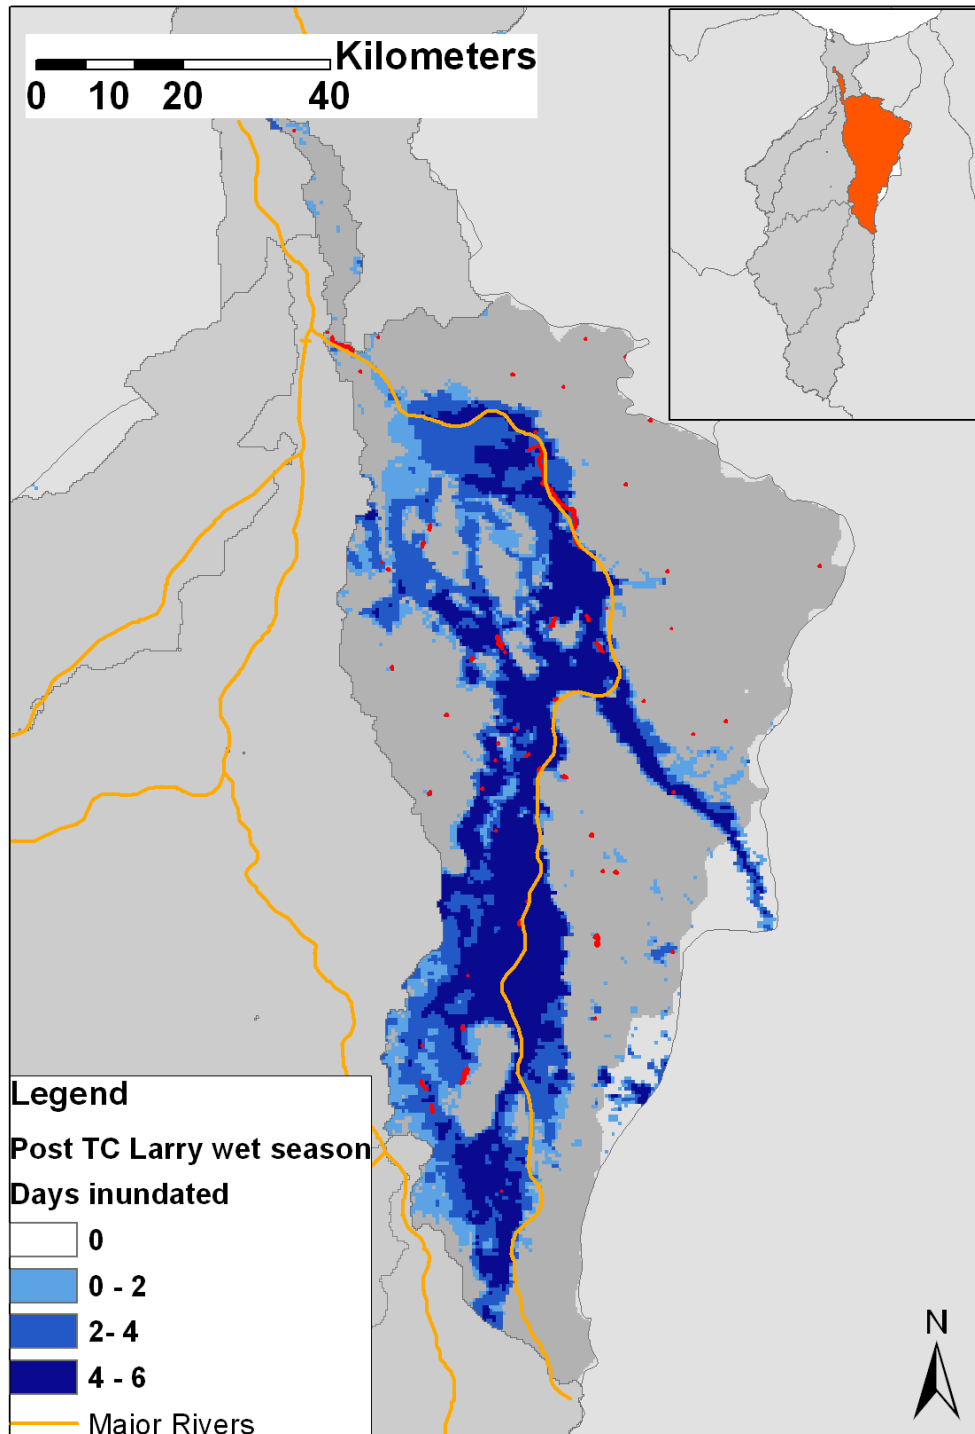 Kilometers
0 10 20 40
Legend
Post TC Larry wet season
Days inundated
0
0 - 2
2- 4
4 - 6
Major Rivers
N